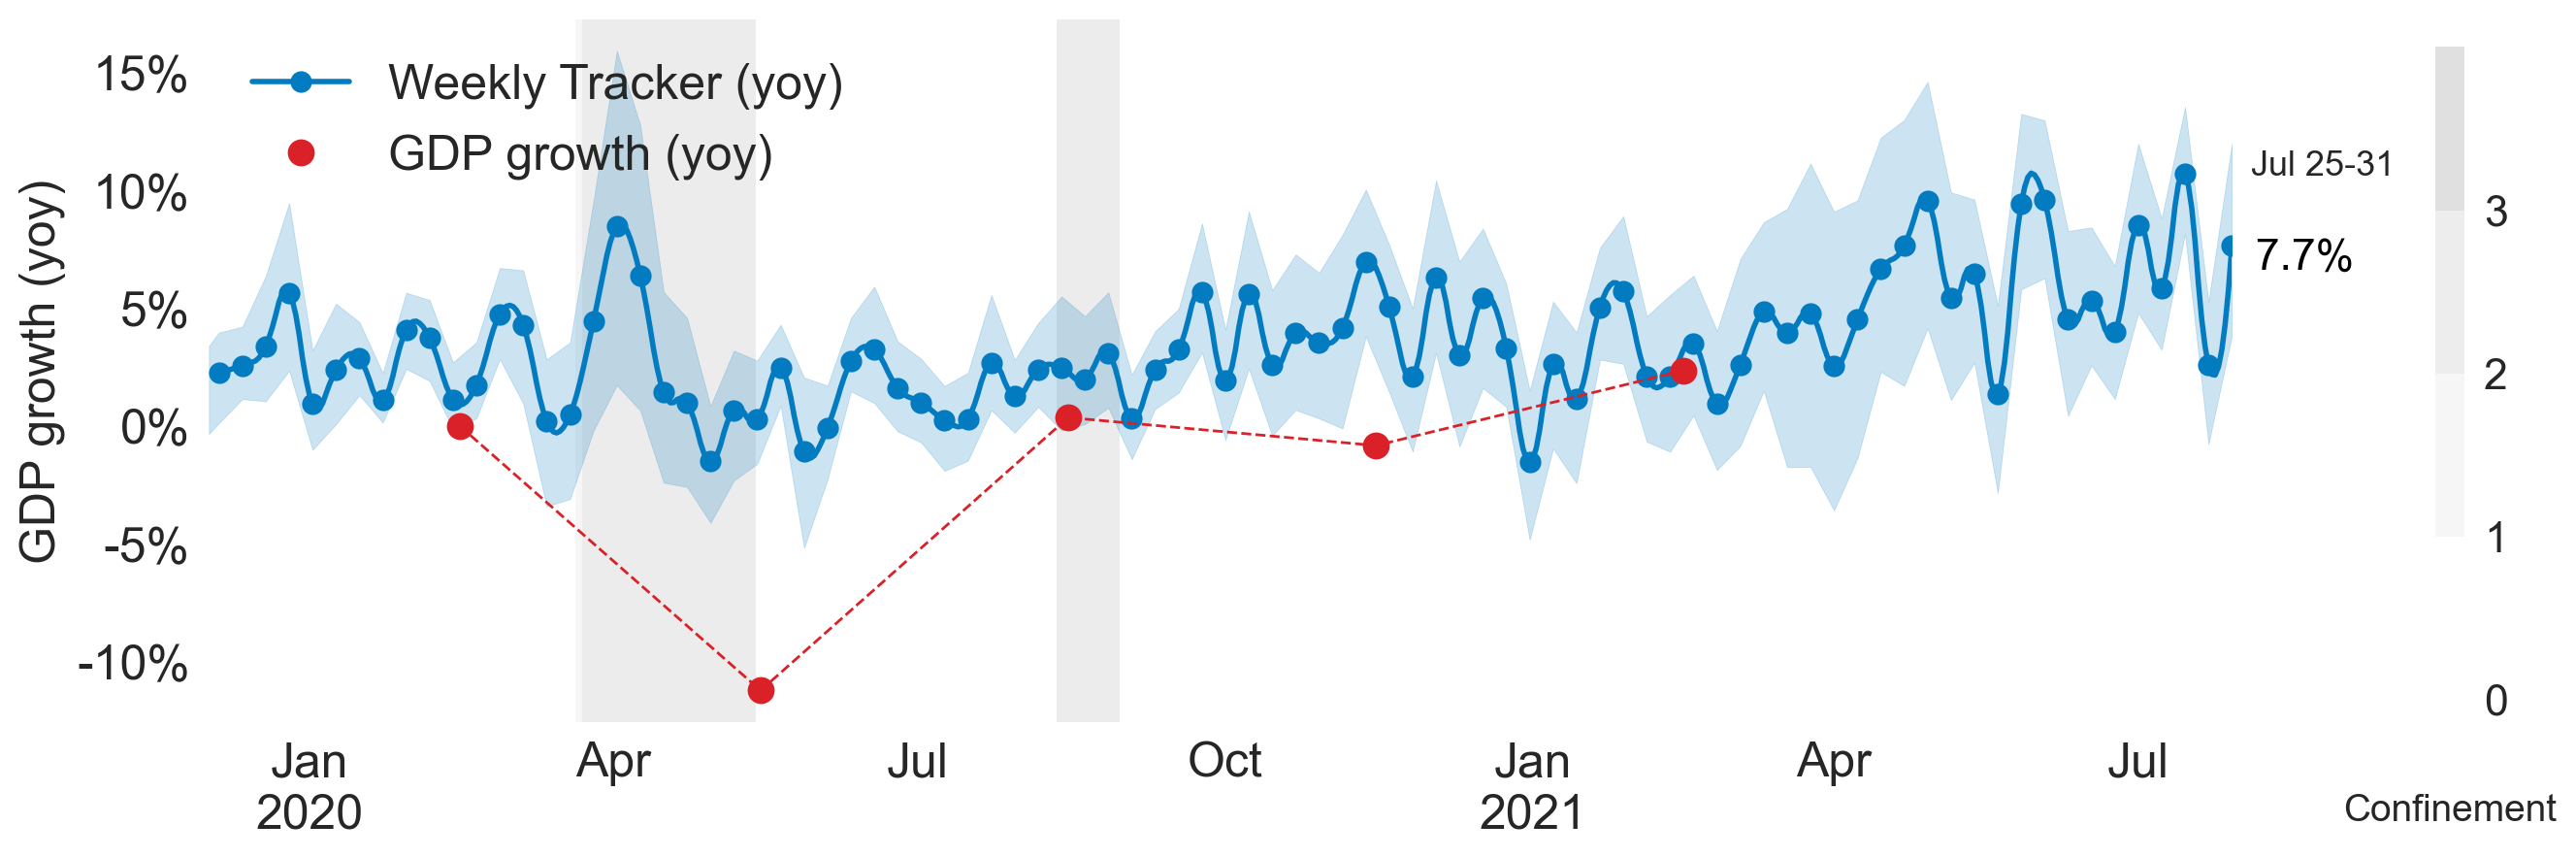 Weekly Tracker (yoy)
GDP growth (yoy)
GDP growth (yoy)
15%
10%
5%
0%
-5%
-10%
Jan
2020
Apr
Jul
Oct
Jan
2021
Apr
Jul
Jul 25-31
7.7%
3
2
1
0
Confinement